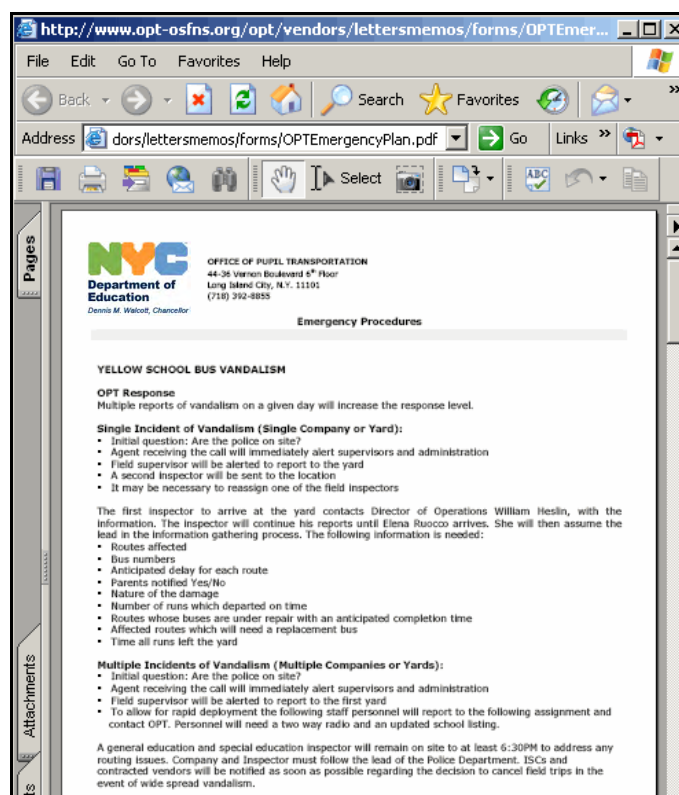 http://www.opt-osfns.org/opt/vendors/lettersmemos/forms/OPTEmer...
File Edit Go To Favorites Help
Back Search Favorites »
Address dors/lettersmemos/forms/OPTEmergencyPlan.pdf Go Links »
Select ABC
Pages
NYC
Department of
Education
Dennis M. Walcott, Chancellor
OFFICE OF PUPIL TRANSPORTATION
44-36 Vernon Boulevard 6th Floor
Long Island City, N.Y. 11101
(718) 392-8855
Emergency Procedures
YELLOW SCHOOL BUS VANDALISM
OPT Response
Multiple reports of vandalism on a given day will increase the response level.
Single Incident of Vandalism (Single Company or Yard):
▪ Initial question: Are the police on site?
▪ Agent receiving the call will immediately alert supervisors and administration
▪ Field supervisor will be alerted to report to the yard
▪ A second inspector will be sent to the location
▪ It may be necessary to reassign one of the field inspectors
The first inspector to arrive at the yard contacts Director of Operations William Heslin, with the
information. The inspector will continue his reports until Elena Ruocco arrives. She will then assume the
lead in the information gathering process. The following information is needed:
▪ Routes affected
▪ Bus numbers
▪ Anticipated delay for each route
▪ Parents notified Yes/No
▪ Nature of the damage
▪ Number of runs which departed on time
▪ Routes whose buses are under repair with an anticipated completion time
▪ Affected routes which will need a replacement bus
▪ Time all runs left the yard
Multiple Incidents of Vandalism (Multiple Companies or Yards):
▪ Initial question: Are the police on site?
▪ Agent receiving the call will immediately alert supervisors and administration
▪ Field supervisor will be alerted to report to the first yard
▪ To allow for rapid deployment the following staff personnel will report to the following assignment and
contact OPT. Personnel will need a two way radio and an updated school listing.
A general education and special education inspector will remain on site to at least 6:30PM to address any
routing issues. Company and Inspector must follow the lead of the Police Department. ISCs and
contracted vendors will be notified as soon as possible regarding the decision to cancel field trips in the
event of wide spread vandalism.
Attachments